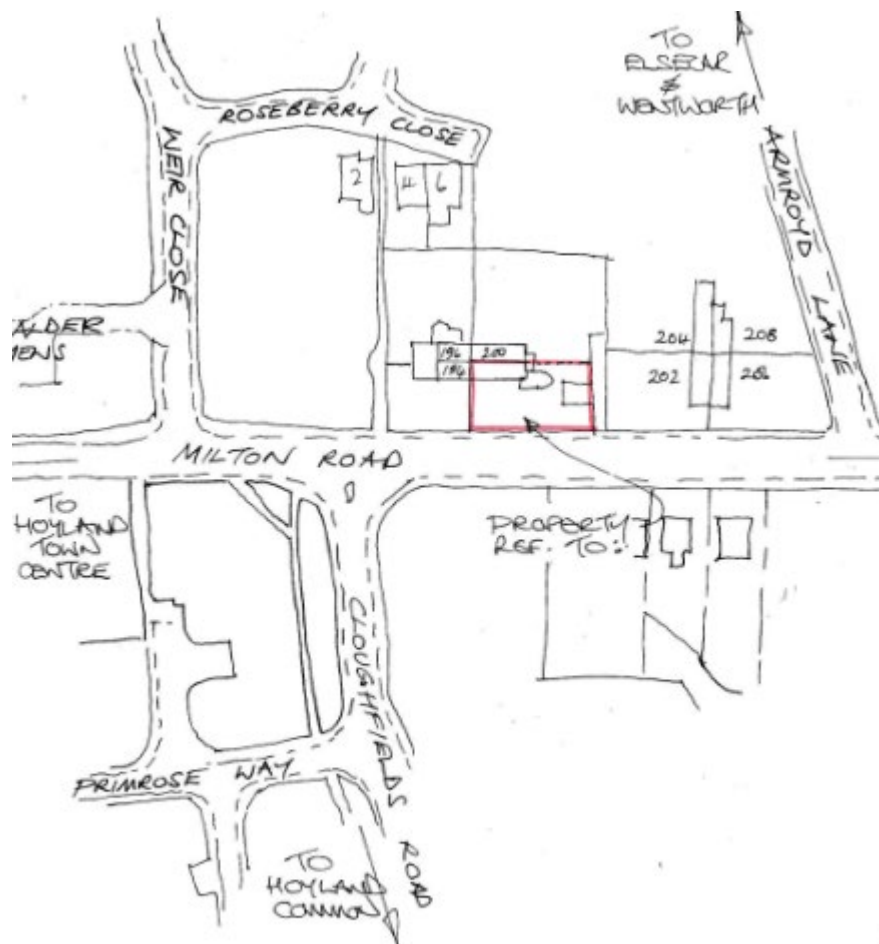 TO
ELSECAR
&
WENTWORTH
ROSEBERRY CLOSE
WEIR CLOSE
ARMROYD LANE
2
4
6
196
200
194
204
208
202
206
MILTON ROAD
TO
HOYLAND
TOWN
CENTRE
PROPERTY
REF. TO:-
CLOUGHFIELDS ROAD
PRIMROSE WAY
TO
HOYLAND
COMMON